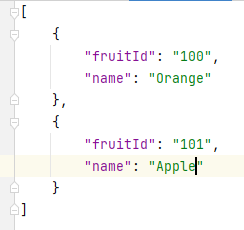 [
    {
        "fruitId": "100",
        "name": "Orange"
    },
    {
        "fruitId": "101",
        "name": "Apple"
    }
]